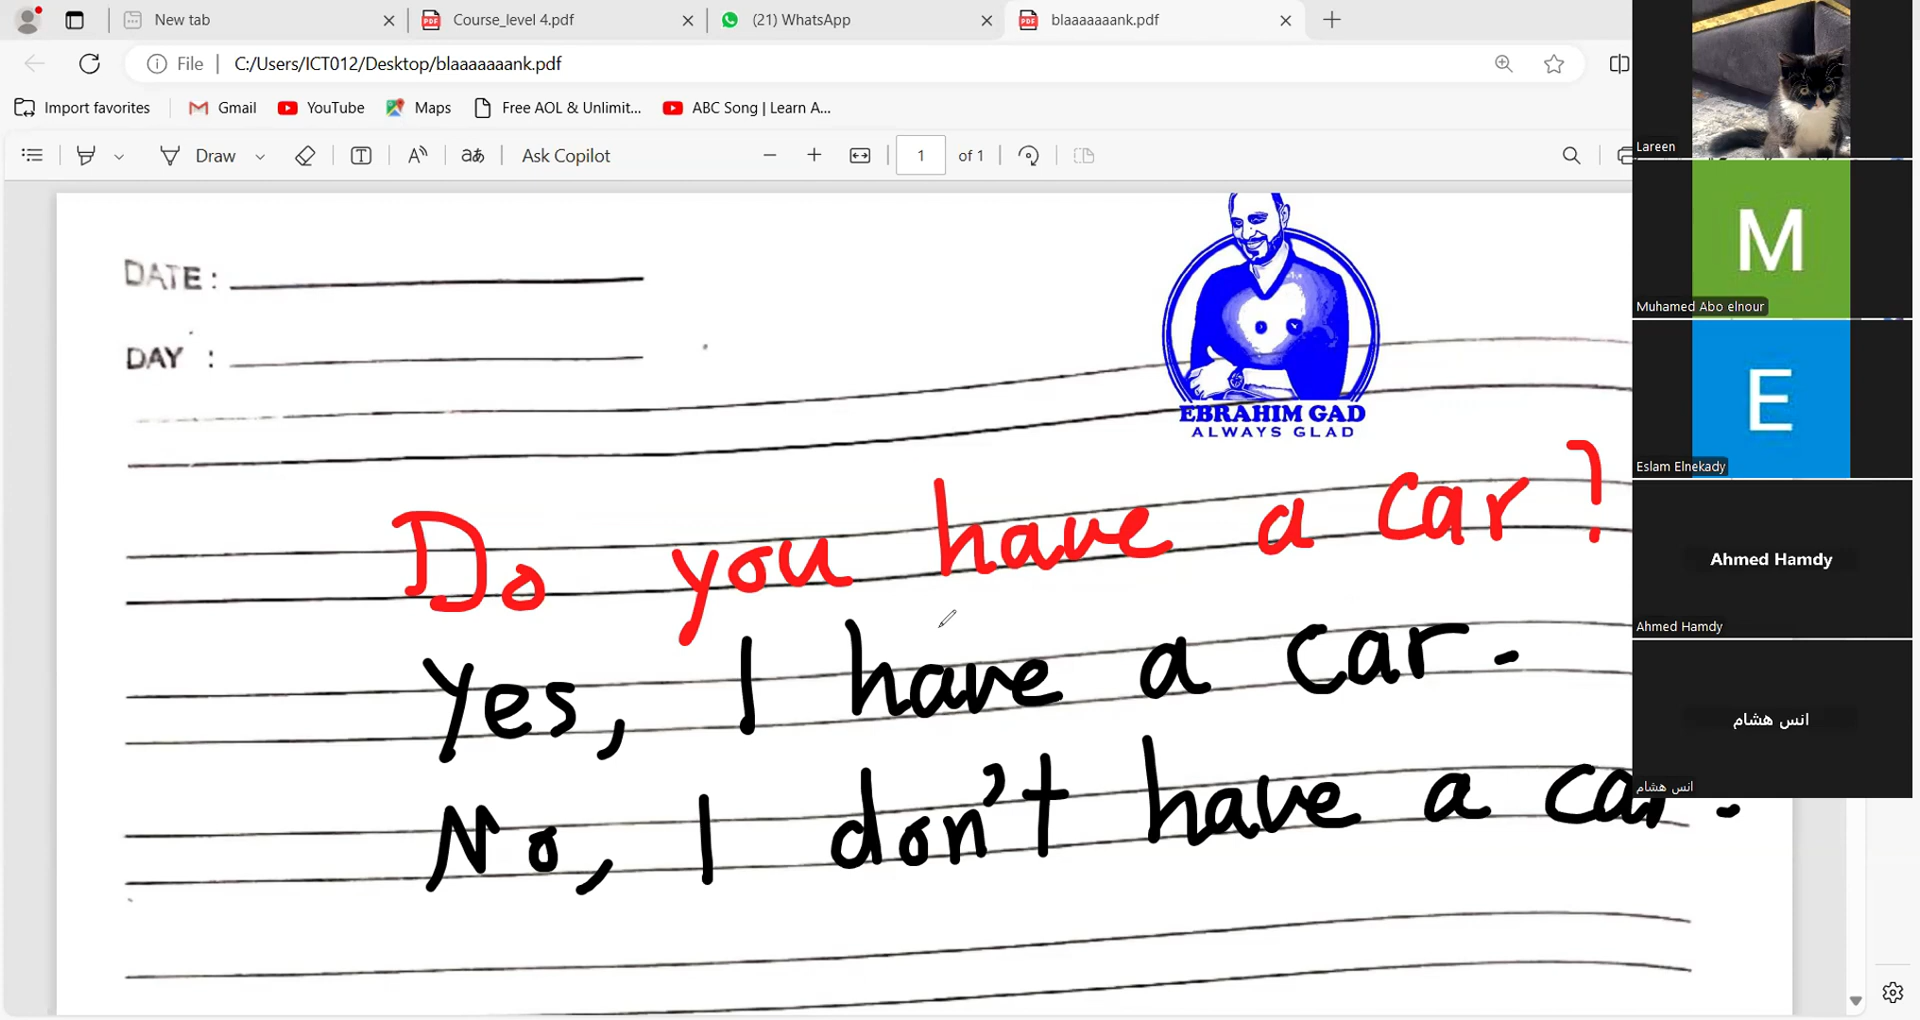 New tab
Course_level 4.pdf
(21) WhatsApp
blaaaaaaank.pdf
File
C:/Users/ICT012/Desktop/blaaaaaaank.pdf
Import favorites
Gmail
YouTube
Maps
Free AOL & Unlimit...
ABC Song | Learn A...
Draw
aあ
Ask Copilot
1
of 1
DATE :
DAY :
EBRAHIM GAD
ALWAYS GLAD
Do you have a car?
Yes, I have a car.
No, I don't have a car.
Lareen
M
Muhamed Abo elnour
E
Eslam Elnekady
Ahmed Hamdy
Ahmed Hamdy
انس هشام
انس هشام